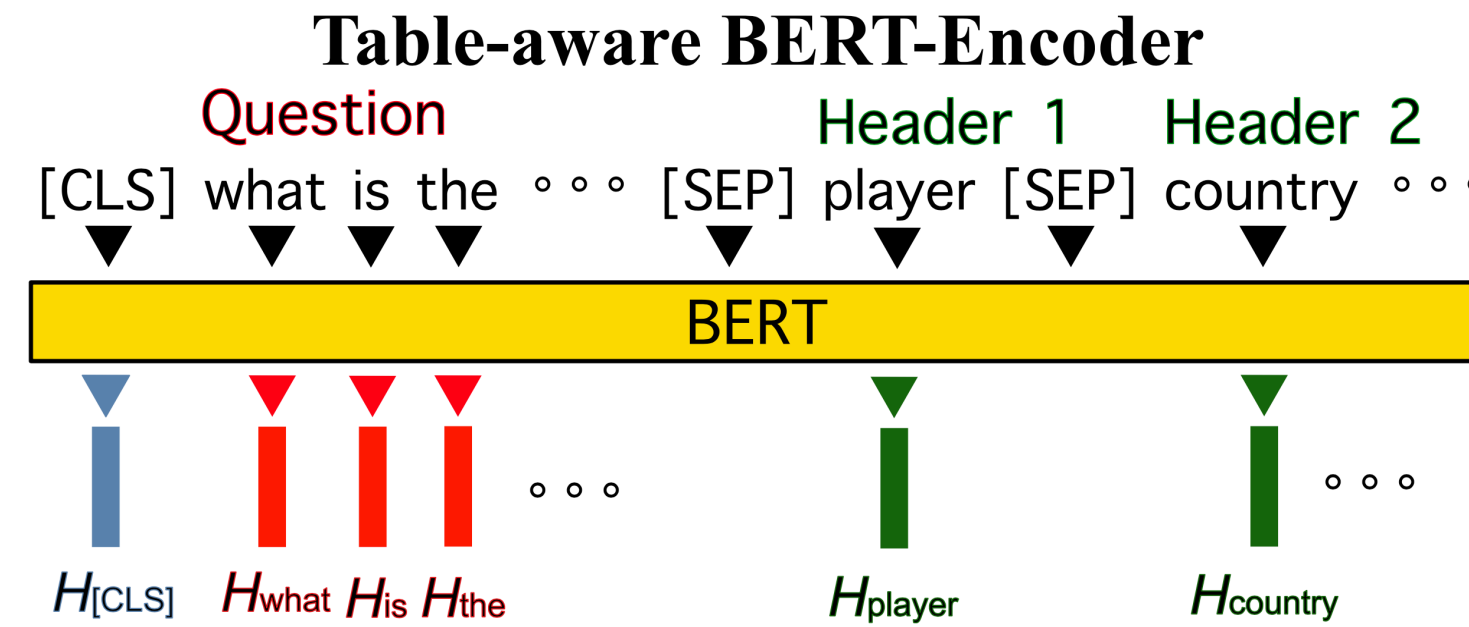 Table-aware BERT-Encoder
Question Header 1 Header 2
[CLS] what is the ° ° ° [SEP] player [SEP] country ° ° °
BERT
° ° ° ° ° °
H[CLS] Hwhat His Hthe Hplayer Hcountry